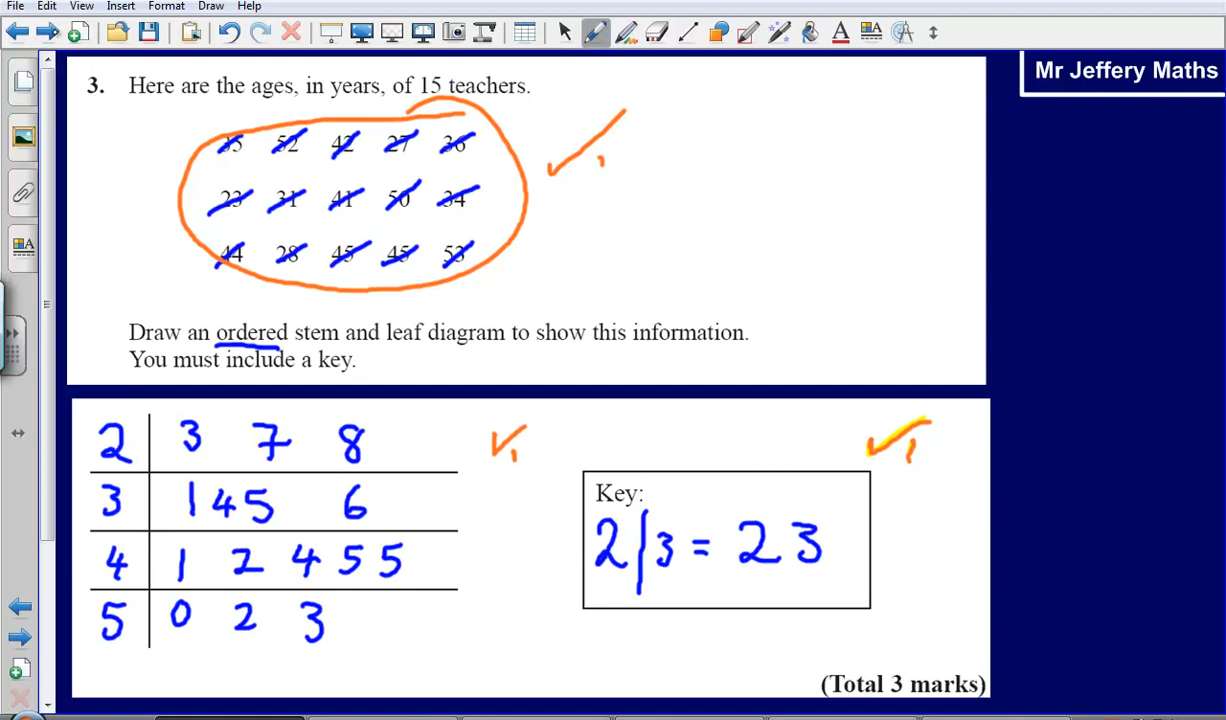 File Edit View Insert Format Draw Help
Mr Jeffery Maths
3. Here are the ages, in years, of 15 teachers.
35 52 42 27 36
23 31 41 50 34
44 28 45 45 53
Draw an ordered stem and leaf diagram to show this information.
You must include a key.
2 | 3 7 8
3 | 1 4 5 6
4 | 1 2 4 5 5
5 | 0 2 3
Key:
2 | 3 = 23
(Total 3 marks)